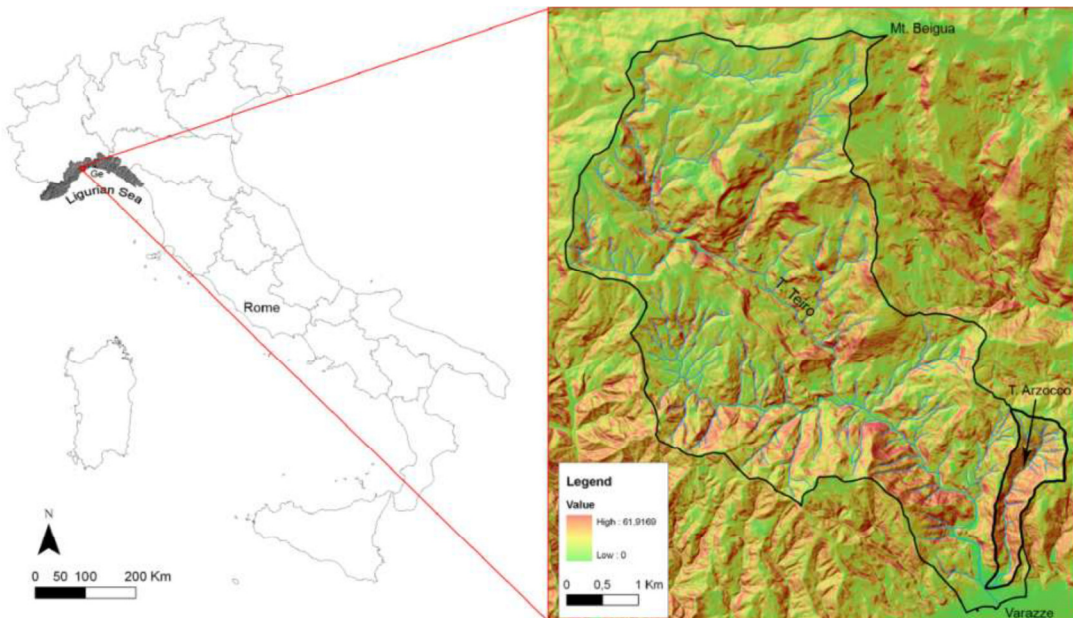 Ge
Ligurian Sea
Rome
N
0 50 100 200 Km
Mt. Beigua
T. Teiro
T. Arzocco
Legend
Value
High : 61.9169
Low : 0
0 0,5 1 Km
Varazze